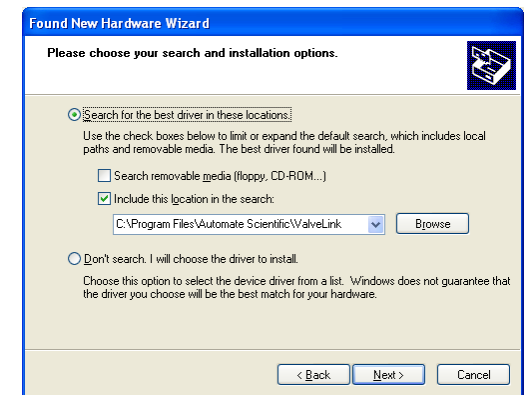 Found New Hardware Wizard
Please choose your search and installation options.
Search for the best driver in these locations.
Use the check boxes below to limit or expand the default search, which includes local
paths and removable media. The best driver found will be installed.
Search removable media (floppy, CD-ROM...)
Include this location in the search:
C:\Program Files\Automate Scientific\ValveLink
Browse
Don't search. I will choose the driver to install.
Choose this option to select the device driver from a list. Windows does not guarantee that
the driver you choose will be the best match for your hardware.
< Back Next > Cancel